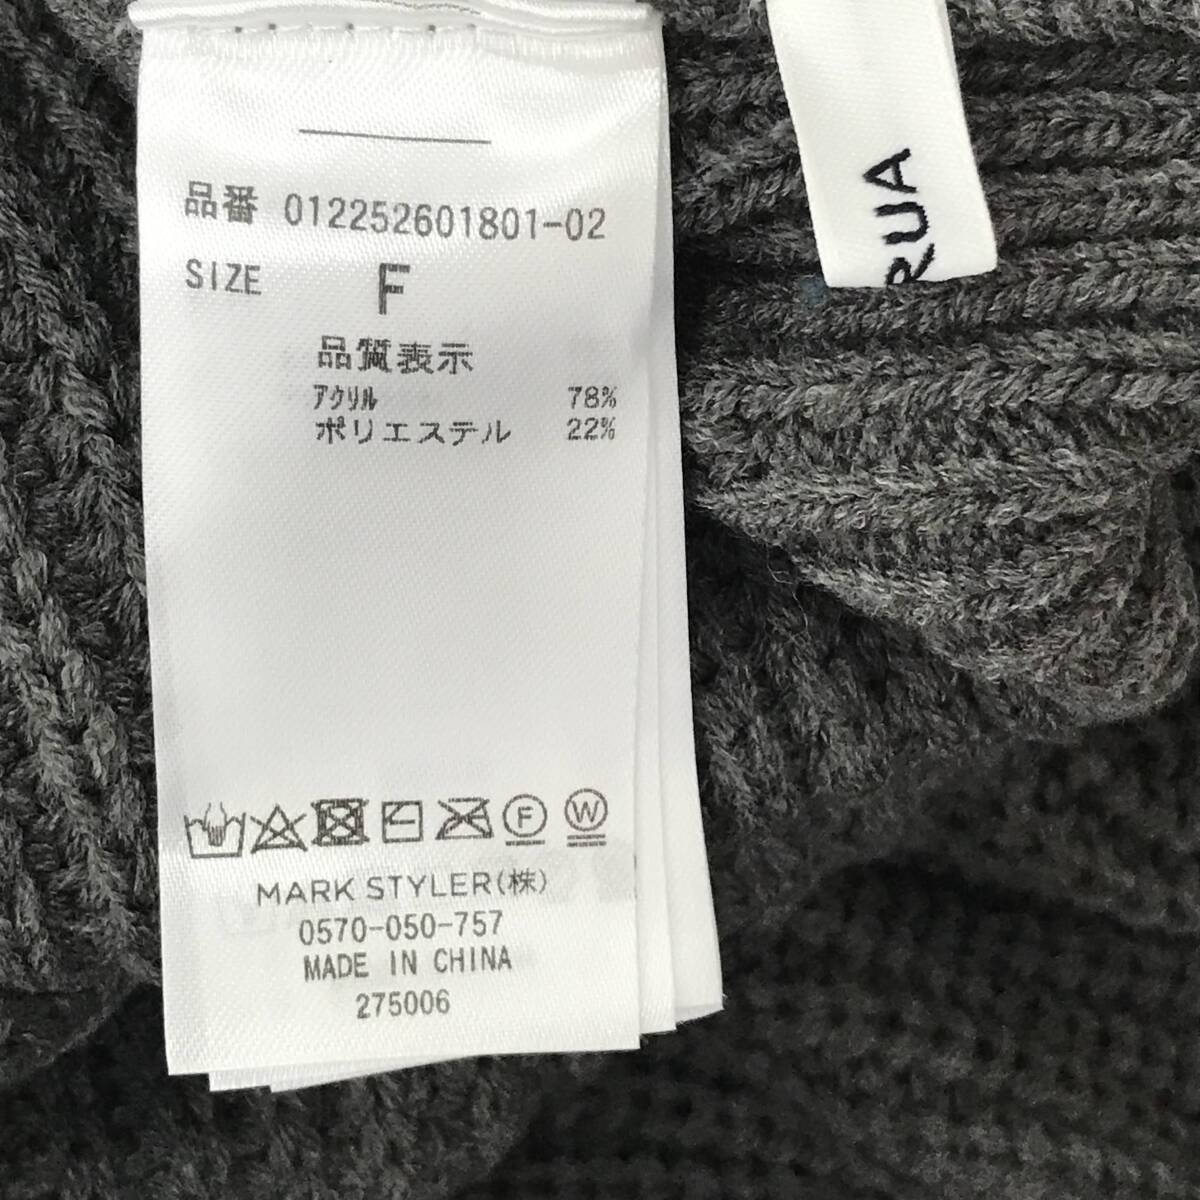 品番 012252601801-02
SIZE F
品質表示
アクリル 78%
ポリエステル 22%
F W
MARK STYLER(株)
0570-050-757
MADE IN CHINA
275006
RUA